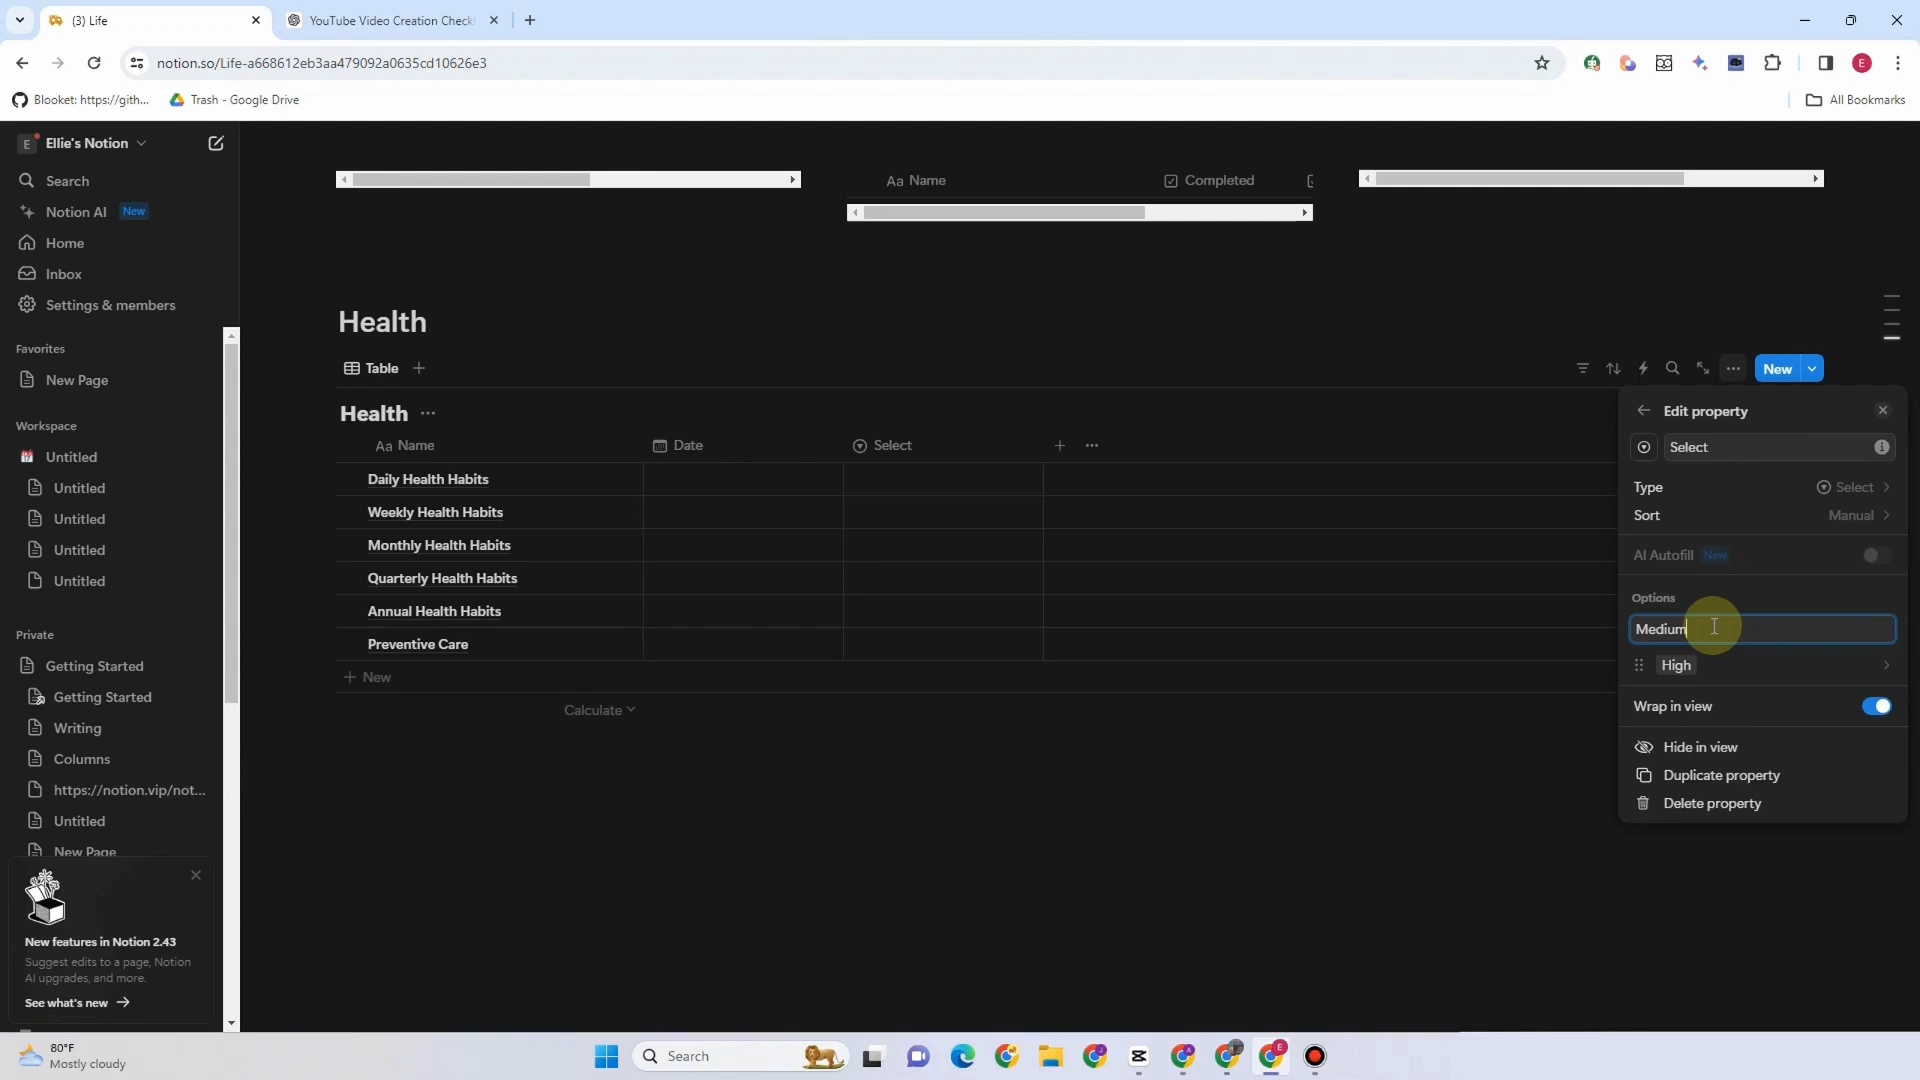 (3) Life
YouTube Video Creation Check
notion.so/Life-a668612eb3aa479092a0635cd10626e3
E
Blooket: https://gith...
Trash - Google Drive
All Bookmarks
E Ellie's Notion
Search
Notion AI New
Home
Inbox
Settings & members
Favorites
New Page
Workspace
Untitled
Untitled
Untitled
Untitled
Untitled
Private
Getting Started
Getting Started
Writing
Columns
https://notion.vip/not...
Untitled
New Page
New features in Notion 2.43
Suggest edits to a page, Notion
AI upgrades, and more.
See what's new
Aa Name
Completed
Health
Table
New
Health
Aa Name
Date
Select
Daily Health Habits
Weekly Health Habits
Monthly Health Habits
Quarterly Health Habits
Annual Health Habits
Preventive Care
New
Calculate
Edit property
Select
Type
Select
Sort
Manual
AI Autofill New
Options
Medium
High
Wrap in view
Hide in view
Duplicate property
Delete property
80°F
Mostly cloudy
Search